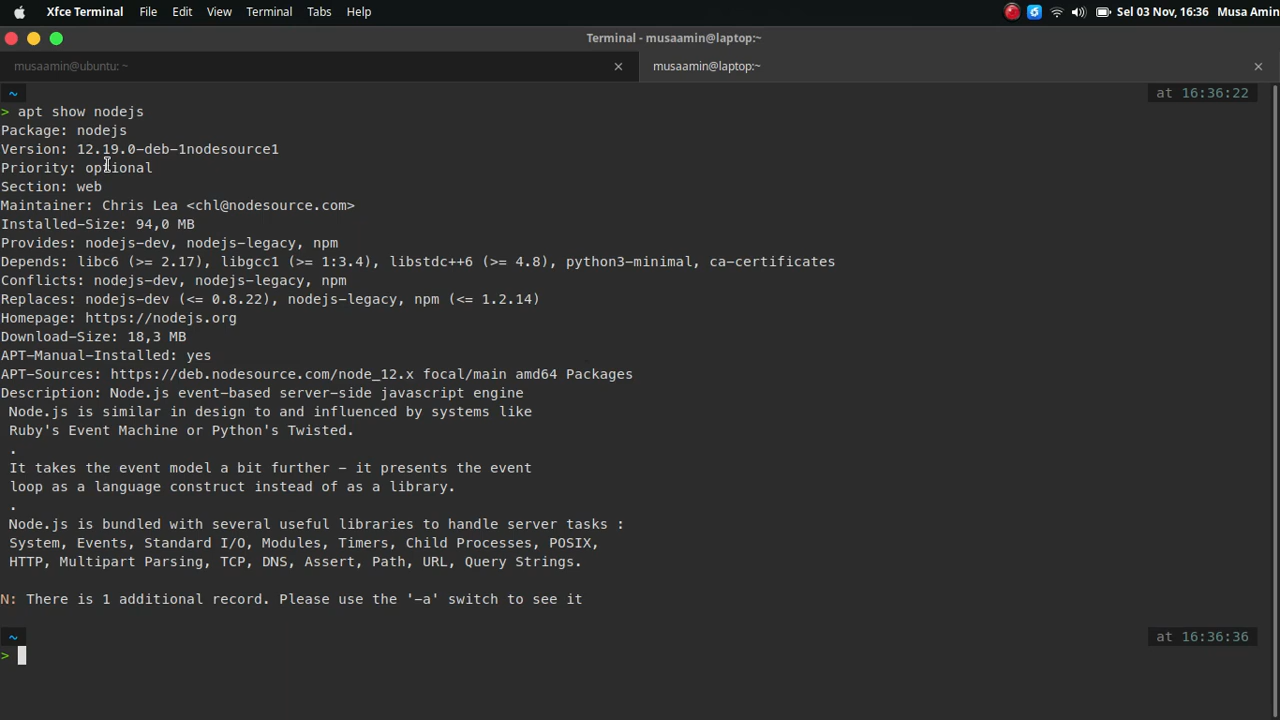 Xfce Terminal File Edit View Terminal Tabs Help Sel 03 Nov, 16:36 Musa Amin
Terminal - musaamin@laptop:~
musaamin@ubuntu: ~ musaamin@laptop:~
~ at 16:36:22
> apt show nodejs
Package: nodejs
Version: 12.19.0-deb-1nodesource1
Priority: optional
Section: web
Maintainer: Chris Lea <chl@nodesource.com>
Installed-Size: 94,0 MB
Provides: nodejs-dev, nodejs-legacy, npm
Depends: libc6 (>= 2.17), libgcc1 (>= 1:3.4), libstdc++6 (>= 4.8), python3-minimal, ca-certificates
Conflicts: nodejs-dev, nodejs-legacy, npm
Replaces: nodejs-dev (<= 0.8.22), nodejs-legacy, npm (<= 1.2.14)
Homepage: https://nodejs.org
Download-Size: 18,3 MB
APT-Manual-Installed: yes
APT-Sources: https://deb.nodesource.com/node_12.x focal/main amd64 Packages
Description: Node.js event-based server-side javascript engine
Node.js is similar in design to and influenced by systems like
Ruby's Event Machine or Python's Twisted.
.
It takes the event model a bit further - it presents the event
loop as a language construct instead of as a library.
.
Node.js is bundled with several useful libraries to handle server tasks :
System, Events, Standard I/O, Modules, Timers, Child Processes, POSIX,
HTTP, Multipart Parsing, TCP, DNS, Assert, Path, URL, Query Strings.
N: There is 1 additional record. Please use the '-a' switch to see it
~ at 16:36:36
>